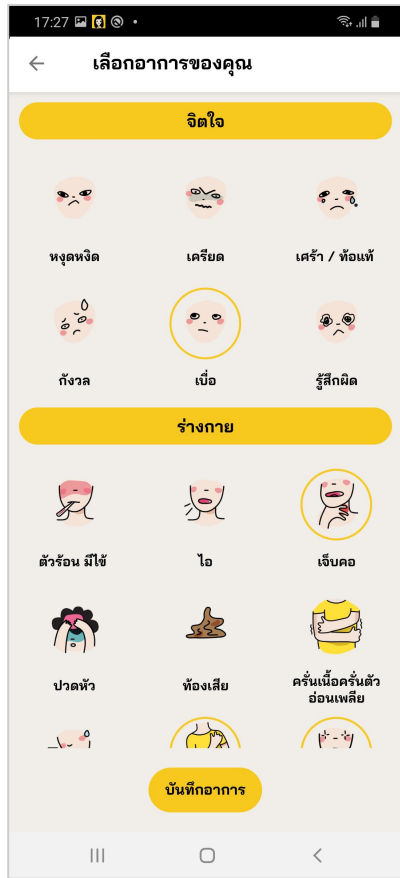 17:27
เลือกอาการของคุณ
จิตใจ
หงุดหงิด เครียด เศร้า / ท้อแท้
กังวล เบื่อ รู้สึกผิด
ร่างกาย
ตัวร้อน มีไข้ ไอ เจ็บคอ
ปวดหัว ท้องเสีย ครั่นเนื้อครั่นตัว
อ่อนเพลีย
บันทึกอาการ